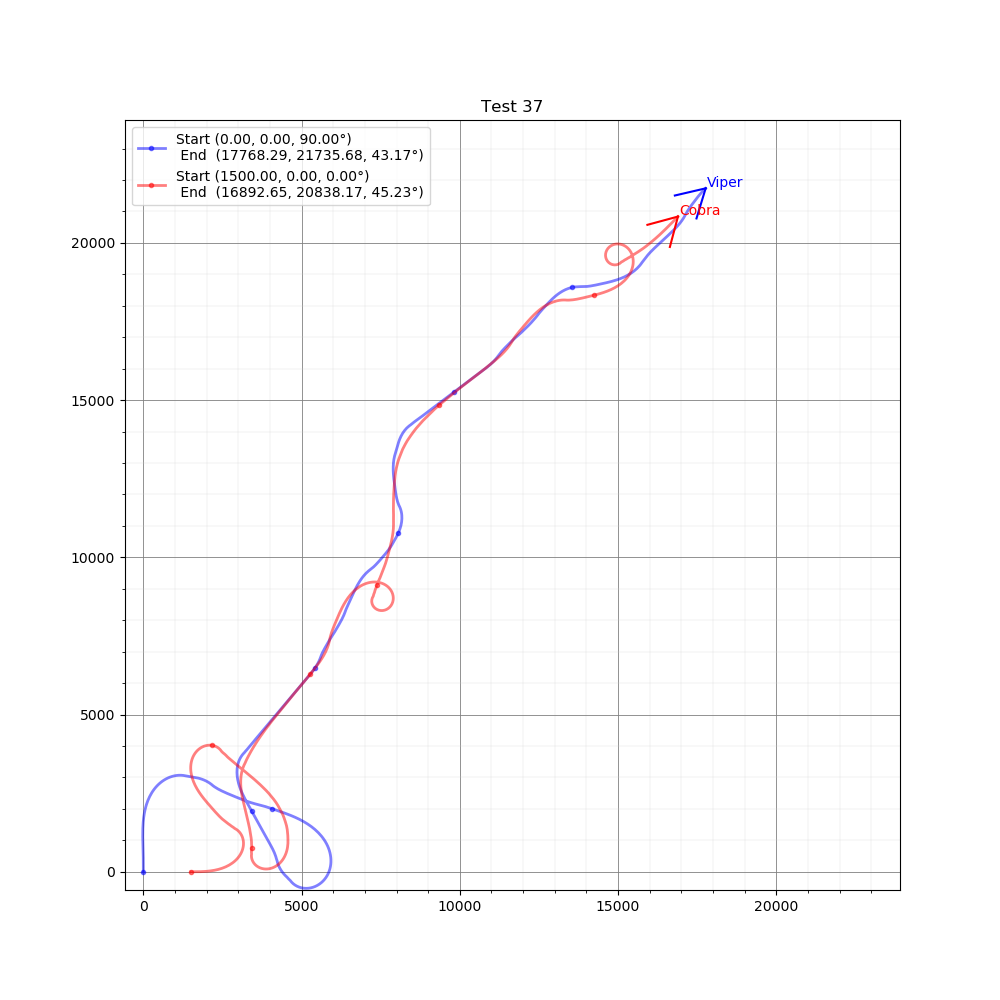 Test 37
Start (0.00, 0.00, 90.00°)
End (17768.29, 21735.68, 43.17°)
Start (1500.00, 0.00, 0.00°)
End (16892.65, 20838.17, 45.23°)
Viper
Cobra
20000
15000
10000
5000
0
0 5000 10000 15000 20000